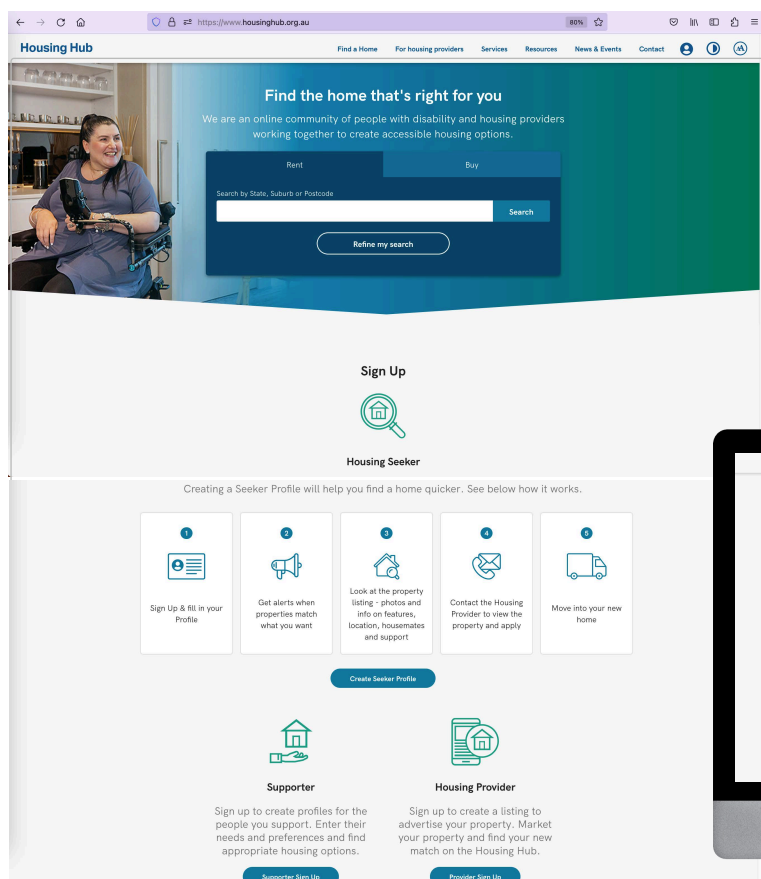 https://www.housinghub.org.au
80%
Housing Hub
Find a Home
For housing providers
Services
Resources
News & Events
Contact
AA
Find the home that's right for you
We are an online community of people with disability and housing providers
working together to create accessible housing options.
Rent
Buy
Search by State, Suburb or Postcode
Search
Refine my search
Sign Up
Housing Seeker
Creating a Seeker Profile will help you find a home quicker. See below how it works.
1
Sign Up & fill in your
Profile
2
Get alerts when
properties match
what you want
3
Look at the property
listing - photos and
info on features,
location, housemates
and support
4
Contact the Housing
Provider to view the
property and apply
5
Move into your new
home
Create Seeker Profile
Supporter
Sign up to create profiles for the
people you support. Enter their
needs and preferences and find
appropriate housing options.
Supporter Sign Up
Housing Provider
Sign up to create a listing to
advertise your property. Market
your property and find your new
match on the Housing Hub.
Provider Sign Up